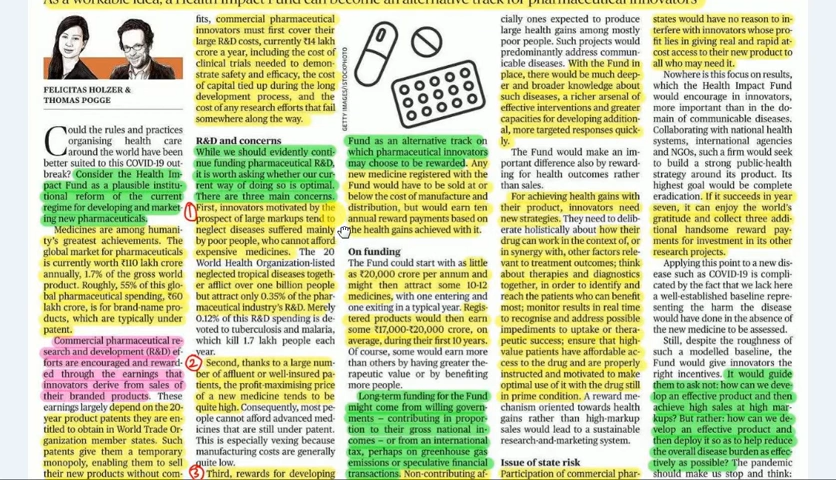 As a workable idea, a Health Impact Fund can become an alternative track for pharmaceutical innovators
FELICITAS HOLZER &
THOMAS POGGE
Could the rules and practices
organising health care
around the world have been
better suited to this COVID-19 out-
break? Consider the Health Im-
pact Fund as a plausible institu-
tional reform of the current
regime for developing and market-
ing new pharmaceuticals.
Medicines are among humani-
ty's greatest achievements. The
global market for pharmaceuticals
is currently worth ₹110 lakh crore
annually, 1.7% of the gross world
product. Roughly, 55% of this glo-
bal pharmaceutical spending, ₹60
lakh crore, is for brand-name pro-
ducts, which are typically under
patent.
Commercial pharmaceutical re-
search and development (R&D) ef-
forts are encouraged and reward-
ed through the earnings that
innovators derive from sales of
their branded products. These
earnings largely depend on the 20-
year product patents they are en-
titled to obtain in World Trade Or-
ganization member states. Such
patents give them a temporary
monopoly, enabling them to sell
their new products without com-
fits, commercial pharmaceutical
innovators must first cover their
large R&D costs, currently ₹14 lakh
crore a year, including the cost of
clinical trials needed to demon-
strate safety and efficacy, the cost
of capital tied up during the long
development process, and the
cost of any research efforts that fail
somewhere along the way.
R&D and concerns
While we should evidently conti-
nue funding pharmaceutical R&D,
it is worth asking whether our cur-
rent way of doing so is optimal.
There are three main concerns.
1 First, innovators motivated by the
prospect of large markups tend to
neglect diseases suffered mainly
by poor people, who cannot afford
expensive medicines. The 20
World Health Organization-listed
neglected tropical diseases togeth-
er afflict over one billion people
but attract only 0.35% of the phar-
maceutical industry's R&D. Merely
0.12% of this R&D spending is de-
voted to tuberculosis and malaria,
which kill 1.7 lakh people each
year.
2 Second, thanks to a large num-
ber of affluent or well-insured pa-
tients, the profit-maximising price
of a new medicine tends to be
quite high. Consequently, most peo-
ple cannot afford advanced med-
icines that are still under patent.
This is especially vexing because
manufacturing costs are generally
quite low.
3 Third, rewards for developing
GETTY IMAGES/ISTOCKPHOTO
Fund as an alternative track on
which pharmaceutical innovators
may choose to be rewarded. Any
new medicine registered with the
Fund would have to be sold at or
below the cost of manufacture and
distribution, but would earn ten
annual reward payments based on
the health gains achieved with it.
On funding
The Fund could start with as little
as ₹20,000 crore per annum and
might then attract some 10-12
medicines, with one entering and
one exiting in a typical year. Regis-
tered products would then earn
some ₹17,000-₹20,000 crore, on
average, during their first 10 years.
Of course, some would earn more
than others by having greater the-
rapeutic value or by benefiting
more people.
Long-term funding for the Fund
might come from willing govern-
ments – contributing in propor-
tion to their gross national in-
comes – or from an international
tax, perhaps on greenhouse gas
emissions or speculative financial
transactions. Non-contributing af-
cially ones expected to produce
large health gains among mostly
poor people. Such projects would
predominantly address commun-
icable diseases. With the Fund in
place, there would be much deep-
er and broader knowledge about
such diseases, a richer arsenal of
effective interventions and greater
capacities for developing addition-
al, more targeted responses quick-
ly.
The Fund would make an im-
portant difference also by reward-
ing for health outcomes rather
than sales.
For achieving health gains with
their product, innovators need
new strategies. They need to delib-
erate holistically about how their
drug can work in the context of, or
in synergy with, other factors rele-
vant to treatment outcomes; think
about therapies and diagnostics
together, in order to identify and
reach the patients who can benefit
most; monitor results in real time
to recognise and address possible
impediments to uptake or thera-
peutic success; ensure that high-
value patients have affordable ac-
cess to the drug and are properly
instructed and motivated to make
optimal use of it with the drug still
in prime condition. A reward me-
chanism oriented towards health
gains rather than high-markup
sales would lead to a sustainable
research-and-marketing system.
Issue of state risk
Participation of commercial phar-
states would have no reason to in-
terfere with innovators whose pro-
fit lies in giving real and rapid at-
cost access to their new product to
all who may need it.
Nowhere is this focus on results,
which the Health Impact Fund
would encourage in innovators,
more important than in the do-
main of communicable diseases.
Collaborating with national health
systems, international agencies
and NGOs, such a firm would seek
to build a strong public-health
strategy around its product. Its
highest goal would be complete
eradication. If it succeeds in year
seven, it can enjoy the world's
gratitude and collect three addi-
tional handsome reward pay-
ments for investment in its other
research projects.
Applying this point to a new dis-
ease such as COVID-19 is compli-
cated by the fact that we lack here
a well-established baseline repre-
senting the harm the disease
would have done in the absence of
the new medicine to be assessed.
Still, despite the roughness of
such a modelled baseline, the
Fund would give innovators the
right incentives. It would guide
them to ask not: how can we devel-
op an effective product and then
achieve high sales at high mar-
kups? But rather: how can we de-
velop an effective product and
then deploy it so as to help reduce
the overall disease burden as effec-
tively as possible? The pandemic
should make us stop and think: